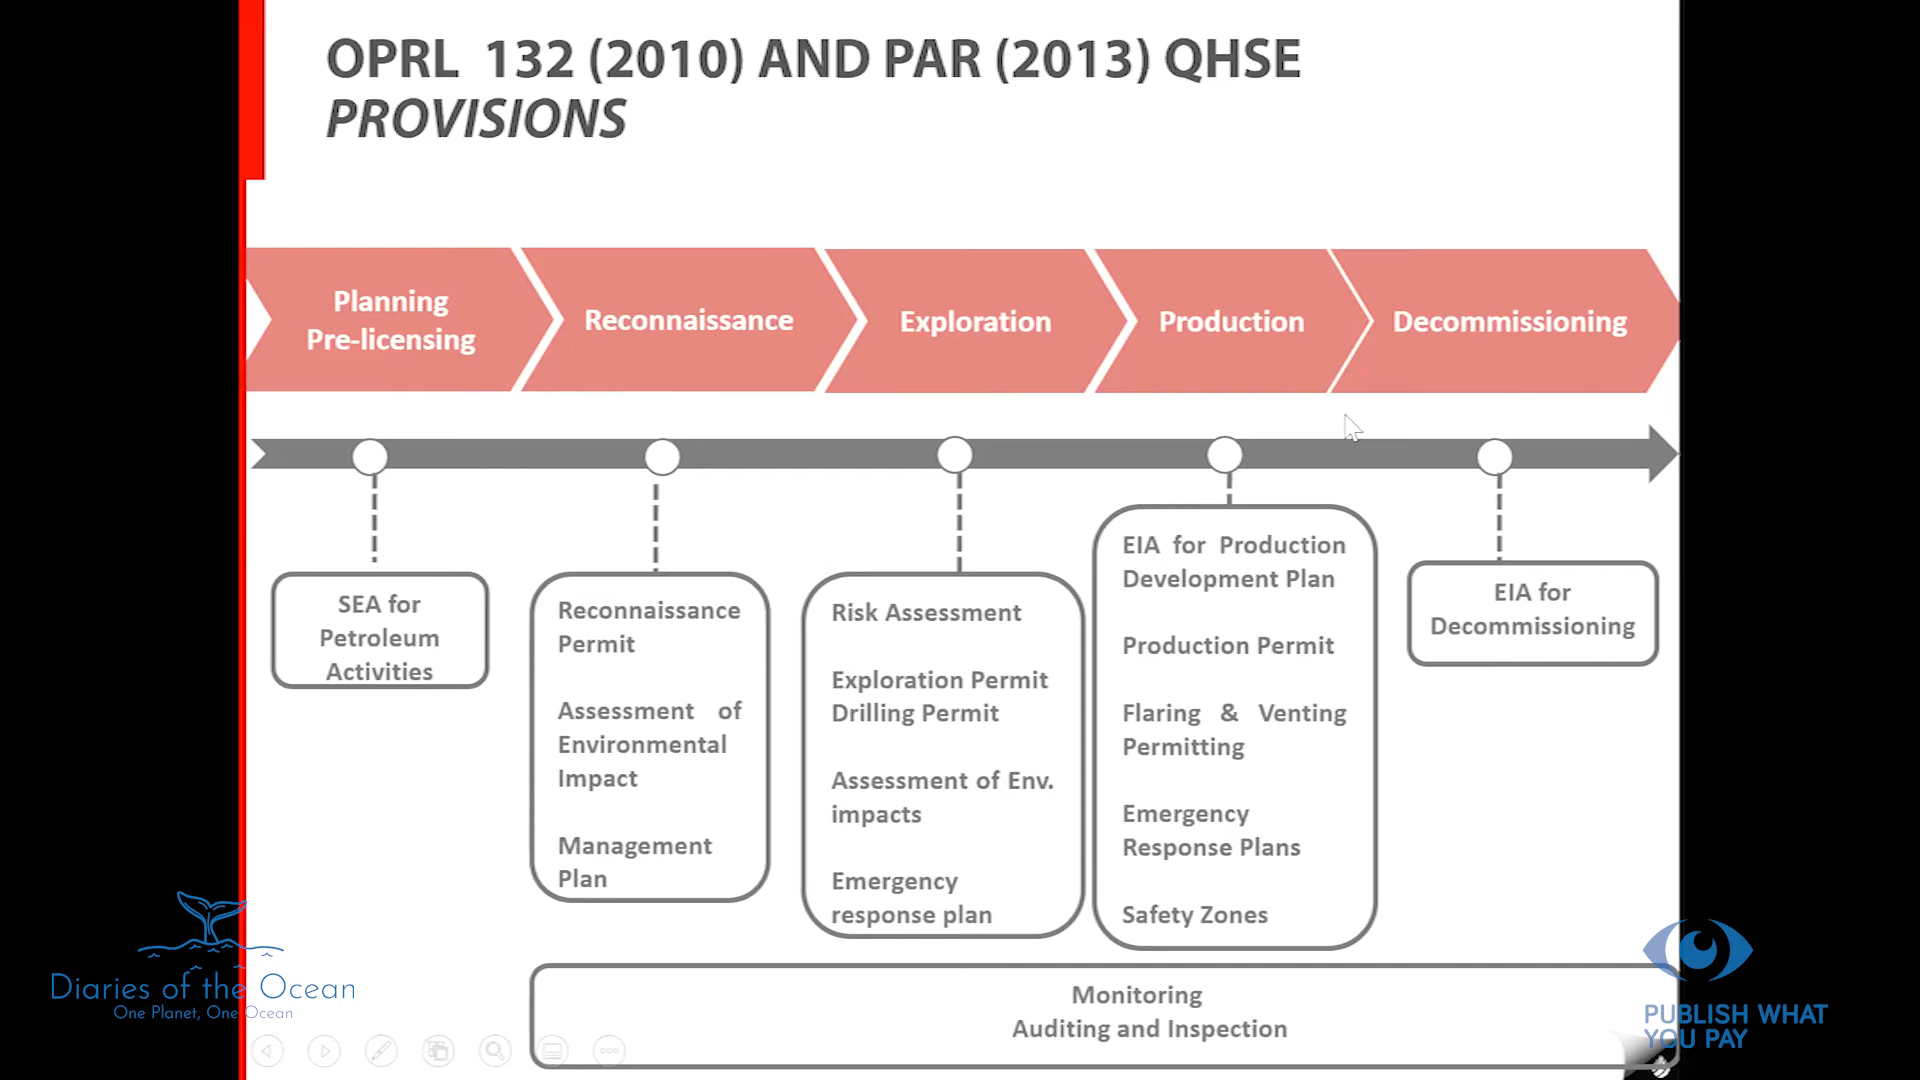 OPRL 132 (2010) AND PAR (2013) QHSE
PROVISIONS
Planning
Pre-licensing
Reconnaissance
Exploration
Production
Decommissioning
SEA for
Petroleum
Activities
Reconnaissance
Permit
Assessment of
Environmental
Impact
Management
Plan
Risk Assessment
Exploration Permit
Drilling Permit
Assessment of Env.
impacts
Emergency
response plan
EIA for Production
Development Plan
Production Permit
Flaring & Venting
Permitting
Emergency
Response Plans
Safety Zones
EIA for
Decommissioning
Monitoring
Auditing and Inspection
Diaries of the Ocean
One Planet, One Ocean
PUBLISH WHAT
YOU PAY